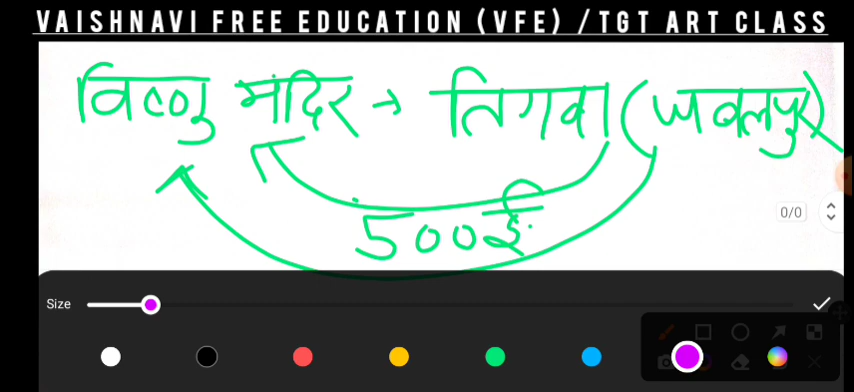 VAISHNAVI FREE EDUCATION (VFE) / TGT ART CLASS
विष्णु मंदिर → तिगवा (जबलपुर)
500ई.
0/0
Size